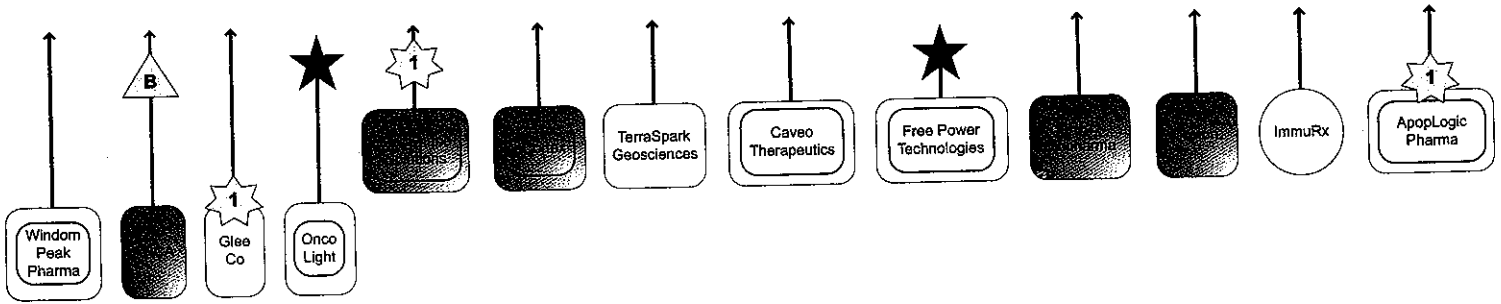 B
1
1
1
TerraSpark
Geosciences
Caveo
Therapeutics
Free Power
Technologies
ImmuRx
ApopLogic
Pharma
Windom
Peak
Pharma
Glee
Co
Onco
Light